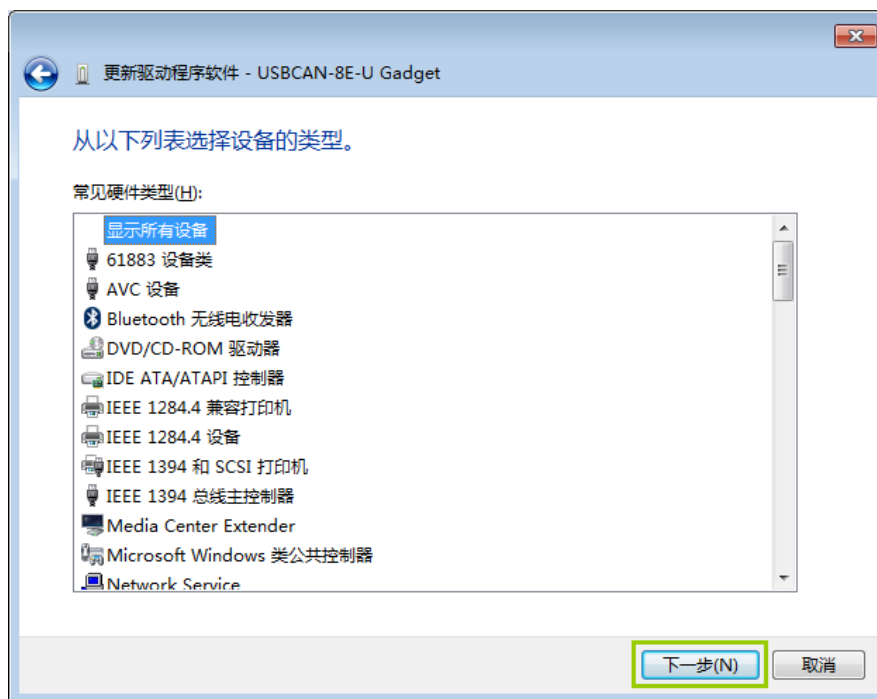 更新驱动程序软件 - USBCAN-8E-U Gadget
从以下列表选择设备的类型。
常见硬件类型(H):
显示所有设备
61883 设备类
AVC 设备
Bluetooth 无线电收发器
DVD/CD-ROM 驱动器
IDE ATA/ATAPI 控制器
IEEE 1284.4 兼容打印机
IEEE 1284.4 设备
IEEE 1394 和 SCSI 打印机
IEEE 1394 总线主控制器
Media Center Extender
Microsoft Windows 类公共控制器
Network Service
下一步(N)
取消